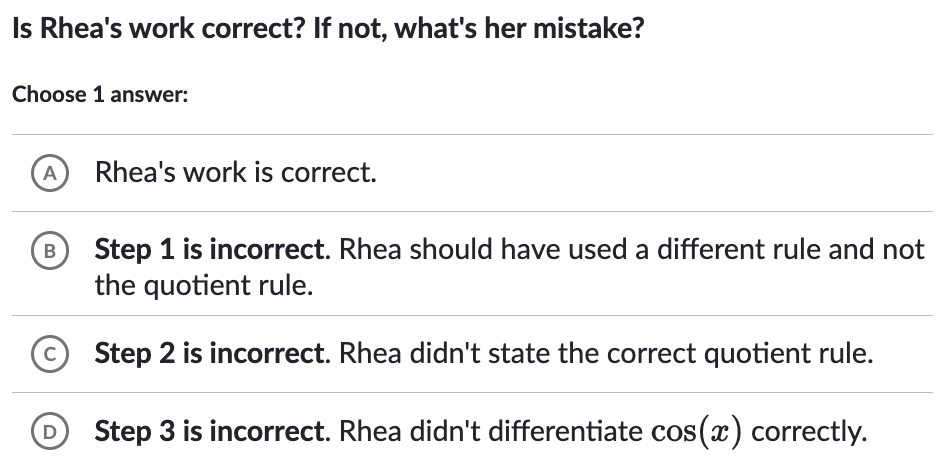 Is Rhea's work correct? If not, what's her mistake?
Choose 1 answer:
A Rhea's work is correct.
B Step 1 is incorrect. Rhea should have used a different rule and not
the quotient rule.
C Step 2 is incorrect. Rhea didn't state the correct quotient rule.
D Step 3 is incorrect. Rhea didn't differentiate cos(x) correctly.